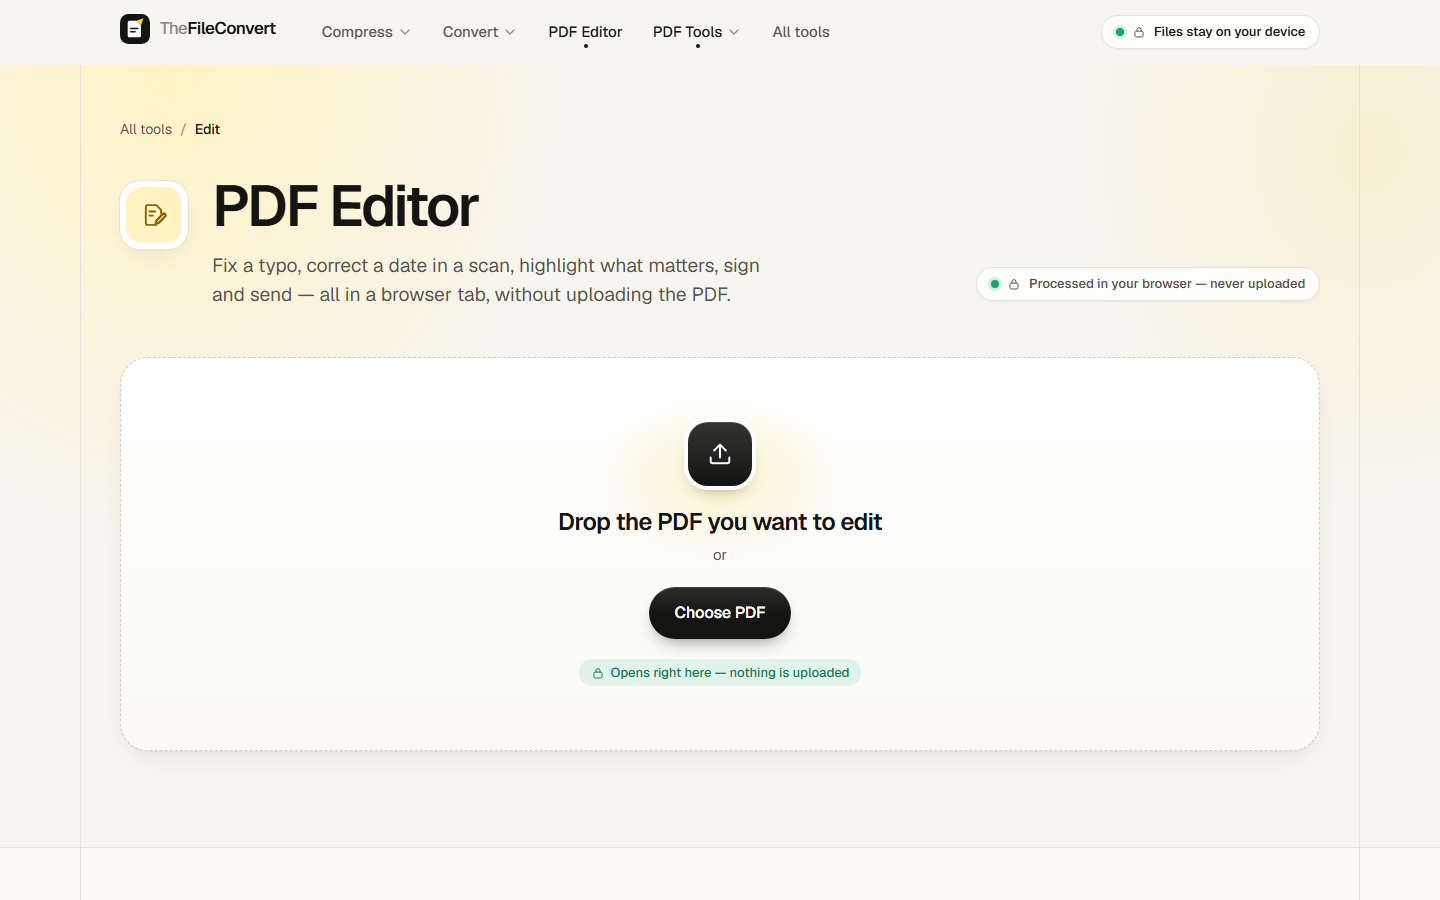 TheFileConvert
Compress
Convert
PDF Editor
PDF Tools
All tools
Files stay on your device
All tools / Edit
PDF Editor
Fix a typo, correct a date in a scan, highlight what matters, sign
and send — all in a browser tab, without uploading the PDF.
Processed in your browser — never uploaded
Drop the PDF you want to edit
or
Choose PDF
Opens right here — nothing is uploaded